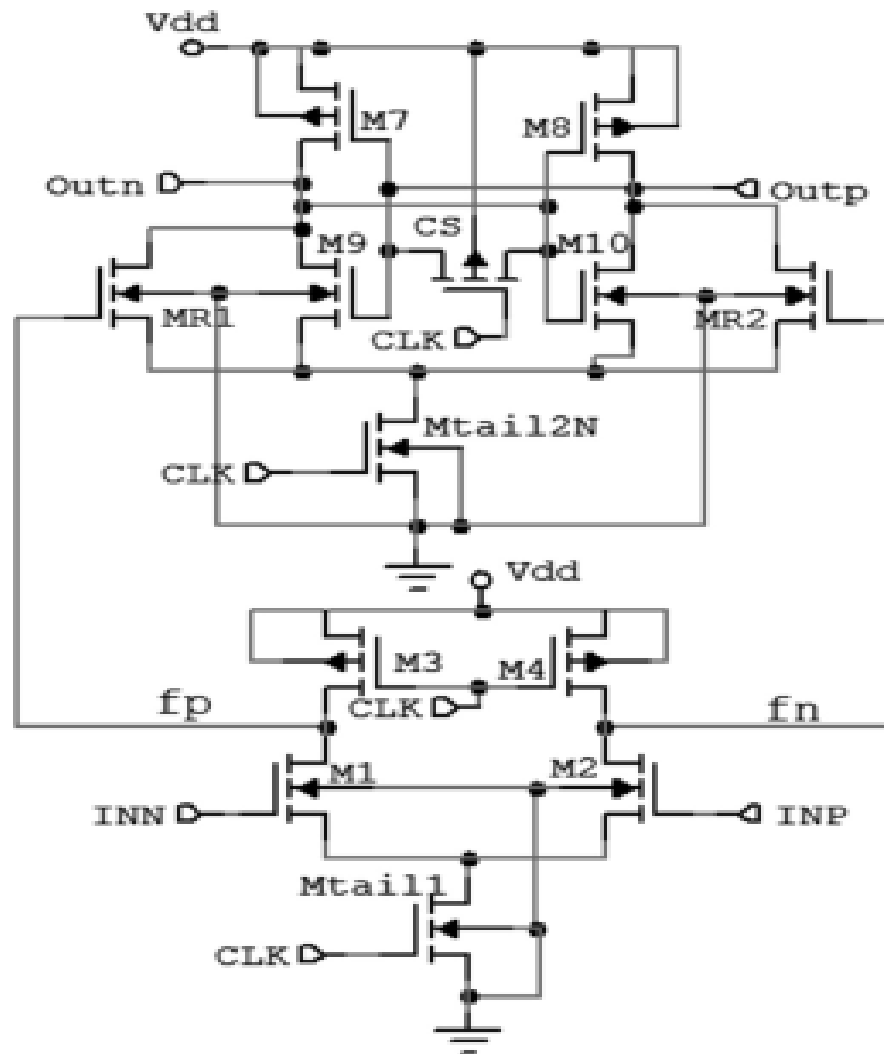 Vdd
M7
M8
Outn
Outp
CS
M9
M10
MR1
MR2
CLK
Mtail2N
CLK
Vdd
M3
M4
fp
CLK
fn
M1
M2
INN
INP
Mtail1
CLK